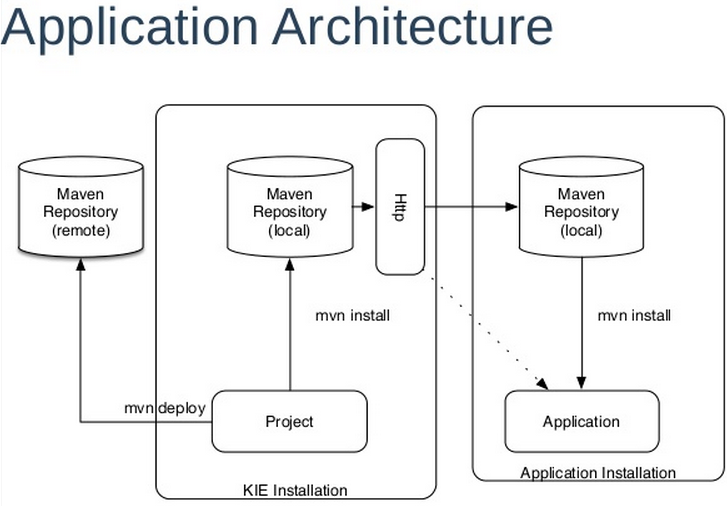 Application Architecture
Maven
Repository
(remote)
Maven
Repository
(local)
Http
Maven
Repository
(local)
mvn install
mvn install
mvn deploy
Project
Application
KIE Installation
Application Installation